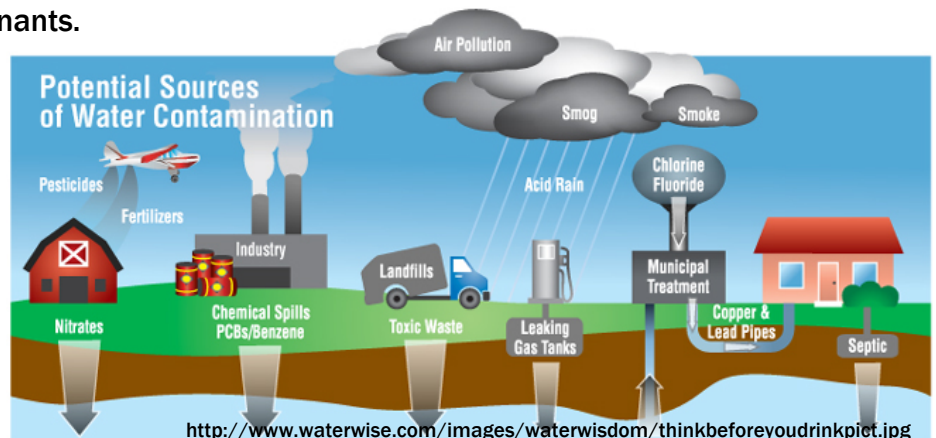 nants.
Potential Sources
of Water Contamination
Air Pollution
Smog
Smoke
Pesticides
Fertilizers
Acid Rain
Chlorine
Fluoride
Industry
Landfills
Municipal
Treatment
Nitrates
Chemical Spills
PCBs/Benzene
Toxic Waste
Leaking
Gas Tanks
Copper &
Lead Pipes
Septic
http://www.waterwise.com/images/waterwisdom/thinkbeforeyoudrinkpict.jpg